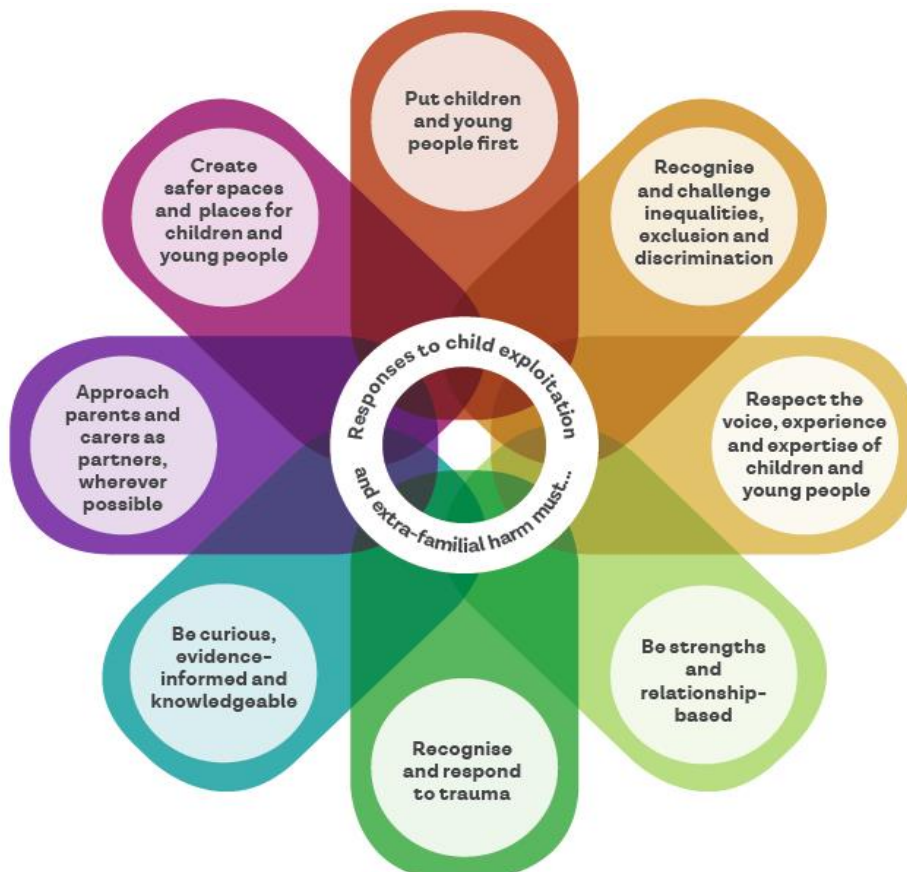 Put children
and young
people first
Recognise
and challenge
inequalities,
exclusion and
discrimination
Respect the
voice, experience
and expertise of
children and
young people
Be strengths
and
relationship-
based
Recognise
and respond
to trauma
Be curious,
evidence-
informed and
knowledgeable
Approach
parents and
carers as
partners,
wherever
possible
Create
safer spaces
and places for
children and
young people
Responses to child exploitation
and extra-familial harm must...